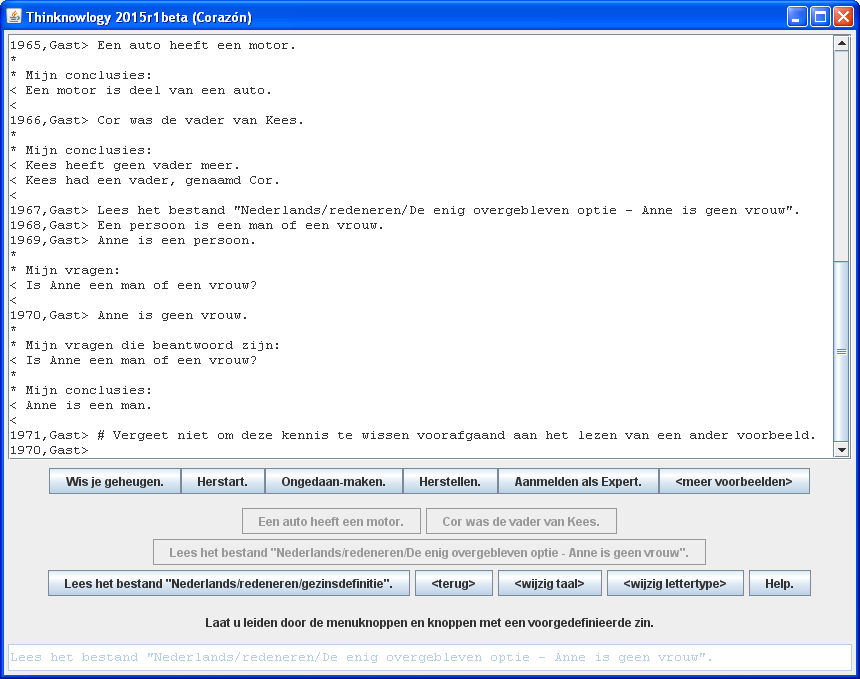 Thinknowlogy 2015r1beta (Corazón)
1965,Gast> Een auto heeft een motor.
*
* Mijn conclusies:
< Een motor is deel van een auto.
<
1966,Gast> Cor was de vader van Kees.
*
* Mijn conclusies:
< Kees heeft geen vader meer.
< Kees had een vader, genaamd Cor.
<
1967,Gast> Lees het bestand "Nederlands/redeneren/De enig overgebleven optie - Anne is geen vrouw".
1968,Gast> Een persoon is een man of een vrouw.
1969,Gast> Anne is een persoon.
*
* Mijn vragen:
< Is Anne een man of een vrouw?
<
1970,Gast> Anne is geen vrouw.
*
* Mijn vragen die beantwoord zijn:
< Is Anne een man of een vrouw?
*
* Mijn conclusies:
< Anne is een man.
<
1971,Gast> # Vergeet niet om deze kennis te wissen voorafgaand aan het lezen van een ander voorbeeld.
1970,Gast>
Wis je geheugen. Herstart. Ongedaan-maken. Herstellen. Aanmelden als Expert. <meer voorbeelden>
Een auto heeft een motor. Cor was de vader van Kees.
Lees het bestand "Nederlands/redeneren/De enig overgebleven optie - Anne is geen vrouw".
Lees het bestand "Nederlands/redeneren/gezinsdefinitie". <terug> <wijzig taal> <wijzig lettertype> Help.
Laat u leiden door de menuknoppen en knoppen met een voorgedefinieerde zin.
Lees het bestand "Nederlands/redeneren/De enig overgebleven optie - Anne is geen vrouw".